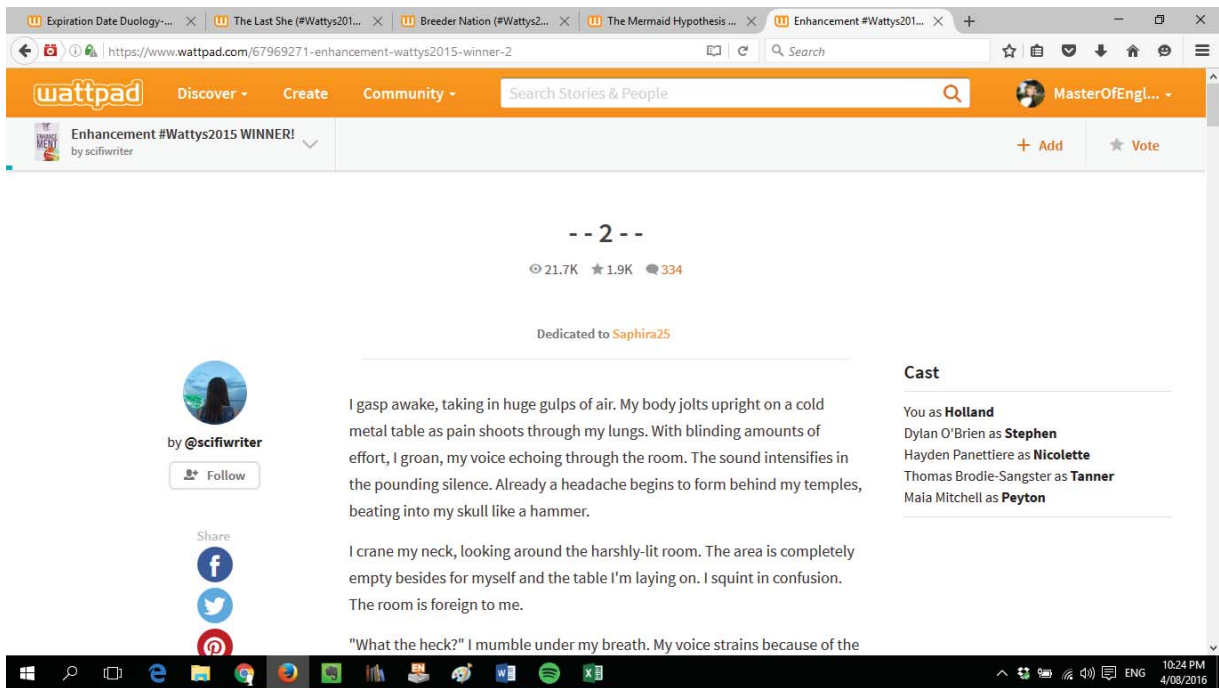 Expiration Date Duology-...
The Last She (#Wattys201...
Breeder Nation (#Wattys2...
The Mermaid Hypothesis ...
Enhancement #Wattys201...
https://www.wattpad.com/67969271-enhancement-wattys2015-winner-2
Search
wattpad
Discover
Create
Community
Search Stories & People
MasterOfEngl...
Enhancement #Wattys2015 WINNER!
by scifiwriter
+ Add
Vote
- - 2 - -
21.7K 1.9K 334
Dedicated to Saphira25
by @scifiwriter
Follow
Share
I gasp awake, taking in huge gulps of air. My body jolts upright on a cold
metal table as pain shoots through my lungs. With blinding amounts of
effort, I groan, my voice echoing through the room. The sound intensifies in
the pounding silence. Already a headache begins to form behind my temples,
beating into my skull like a hammer.
I crane my neck, looking around the harshly-lit room. The area is completely
empty besides for myself and the table I'm laying on. I squint in confusion.
The room is foreign to me.
"What the heck?" I mumble under my breath. My voice strains because of the
Cast
You as Holland
Dylan O'Brien as Stephen
Hayden Panettiere as Nicolette
Thomas Brodie-Sangster as Tanner
Maia Mitchell as Peyton
ENG
10:24 PM
4/08/2016